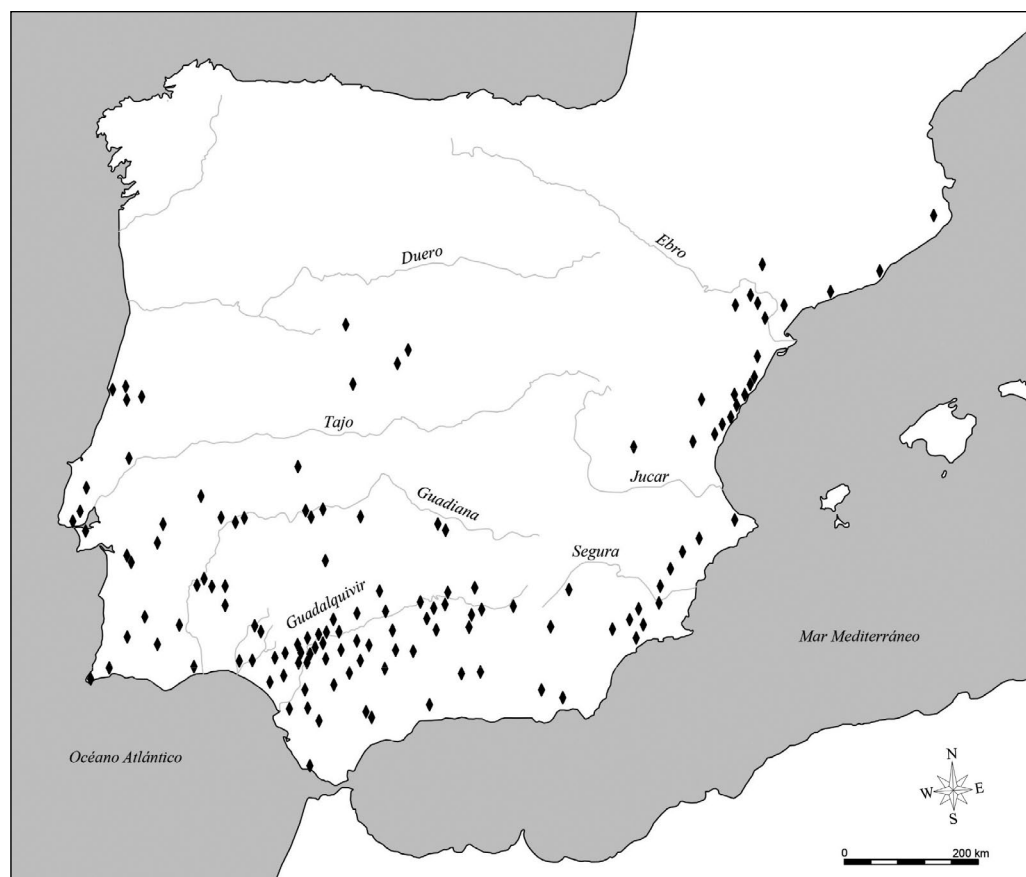 Ebro
Duero
Tajo
Jucar
Guadiana
Segura
Guadalquivir
Mar Mediterráneo
Océano Atlántico
N
W
E
S
0
200 km